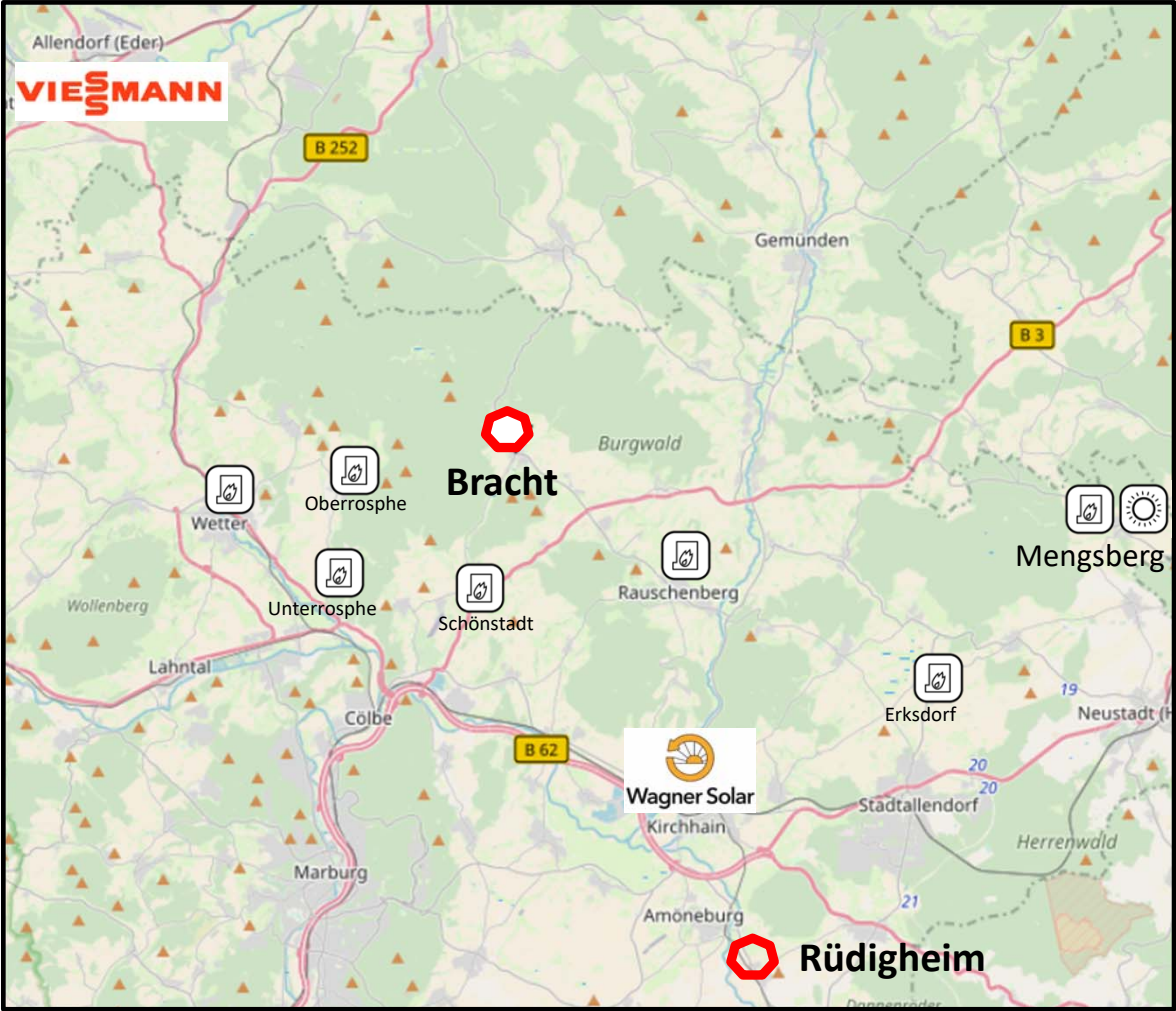 Allendorf (Eder)
VIESSMANN
B 252
Gemünden
B 3
Burgwald
Bracht
Oberrosphe
Wetter
Mengsberg
Unterrosphe
Rauschenberg
Wollenberg
Schönstadt
Lahntal
19
Erksdorf
Neustadt (H
Cölbe
B 62
20
20
Wagner Solar
Stadtallendorf
Kirchhain
Herrenwald
Marburg
21
Amöneburg
Rüdigheim
Dannenröder